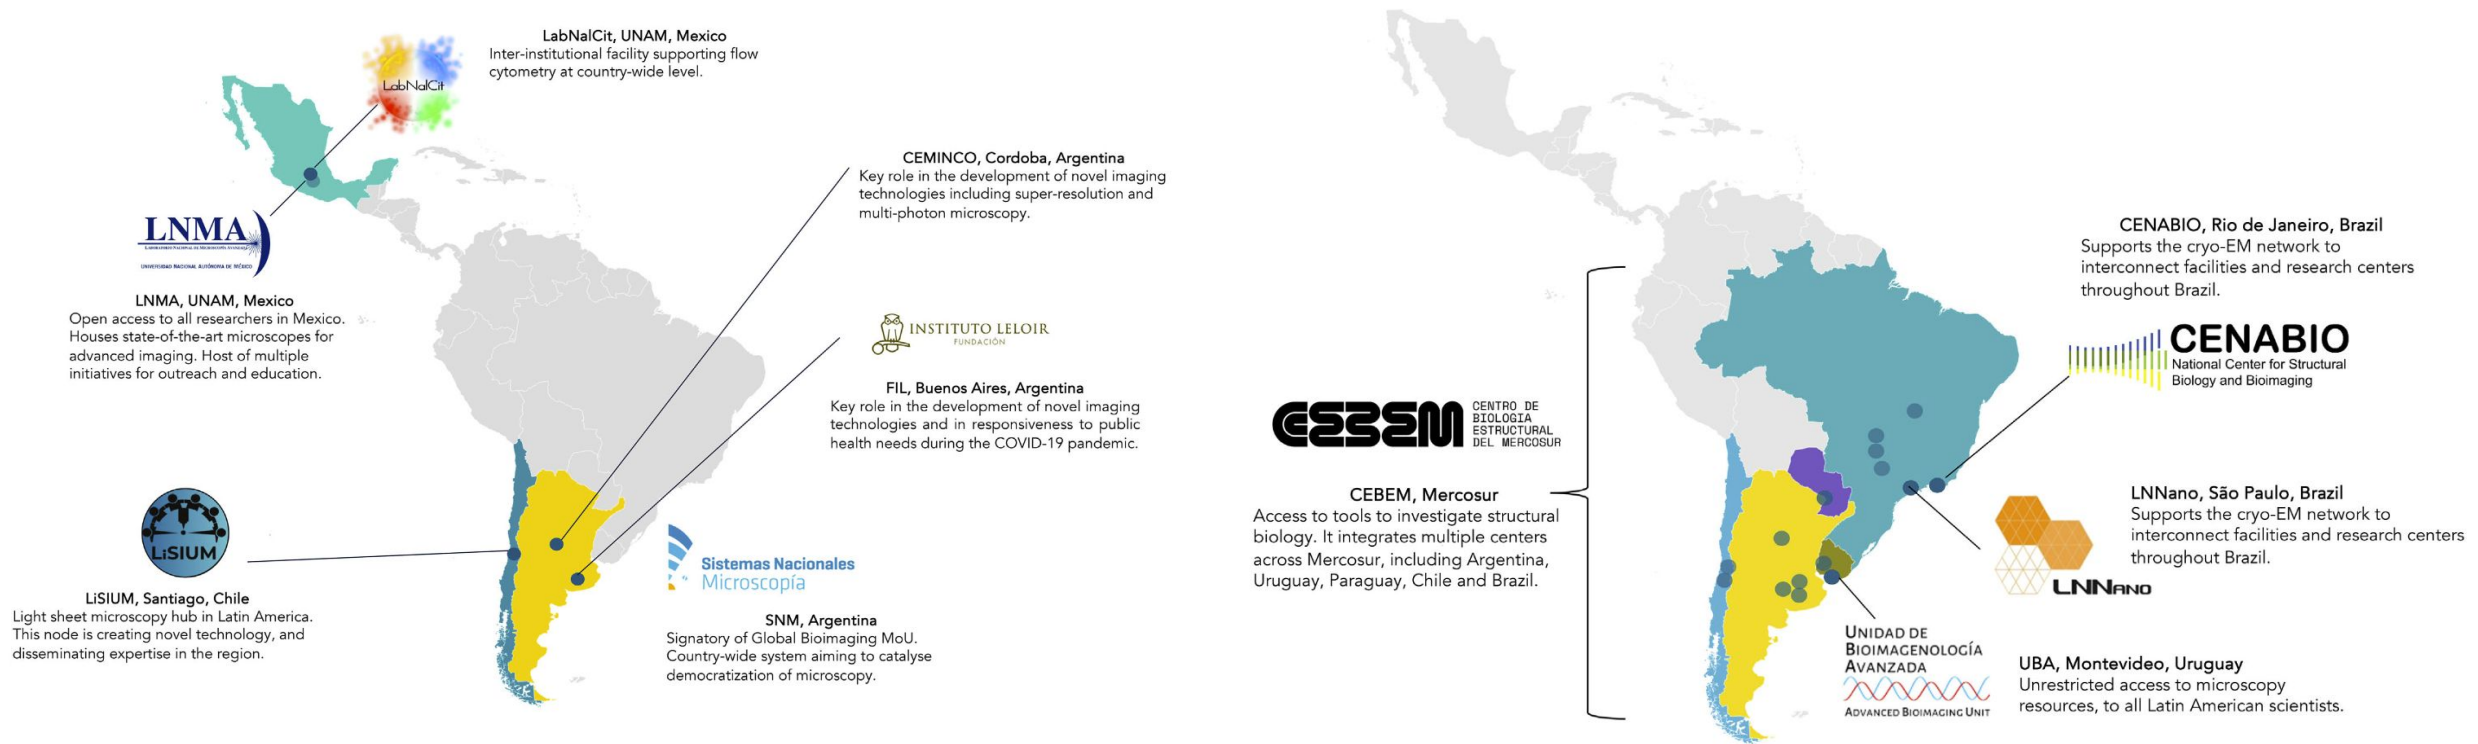 LabNalCit
LabNalCit, UNAM, Mexico
Inter-institutional facility supporting flow
cytometry at country-wide level.
LNMA
LABORATORIO NACIONAL DE MICROSCOPÍA AVANZADA
UNIVERSIDAD NACIONAL AUTÓNOMA DE MÉXICO
LNMA, UNAM, Mexico
Open access to all researchers in Mexico.
Houses state-of-the-art microscopes for
advanced imaging. Host of multiple
initiatives for outreach and education.
LiSIUM
LiSIUM, Santiago, Chile
Light sheet microscopy hub in Latin America.
This node is creating novel technology, and
disseminating expertise in the region.
CEMINCO, Cordoba, Argentina
Key role in the development of novel imaging
technologies including super-resolution and
multi-photon microscopy.
INSTITUTO LELOIR
FUNDACIÓN
FIL, Buenos Aires, Argentina
Key role in the development of novel imaging
technologies and in responsiveness to public
health needs during the COVID-19 pandemic.
Sistemas Nacionales
Microscopía
SNM, Argentina
Signatory of Global Bioimaging MoU.
Country-wide system aiming to catalyse
democratization of microscopy.
CEBEM
CENTRO DE
BIOLOGIA
ESTRUCTURAL
DEL MERCOSUR
CEBEM, Mercosur
Access to tools to investigate structural
biology. It integrates multiple centers
across Mercosur, including Argentina,
Uruguay, Paraguay, Chile and Brazil.
CENABIO, Rio de Janeiro, Brazil
Supports the cryo-EM network to
interconnect facilities and research centers
throughout Brazil.
CENABIO
National Center for Structural
Biology and Bioimaging
LNNano, São Paulo, Brazil
Supports the cryo-EM network to
interconnect facilities and research centers
throughout Brazil.
LNNANO
UNIDAD DE
BIOIMAGENOLOGÍA
AVANZADA
ADVANCED BIOIMAGING UNIT
UBA, Montevideo, Uruguay
Unrestricted access to microscopy
resources, to all Latin American scientists.